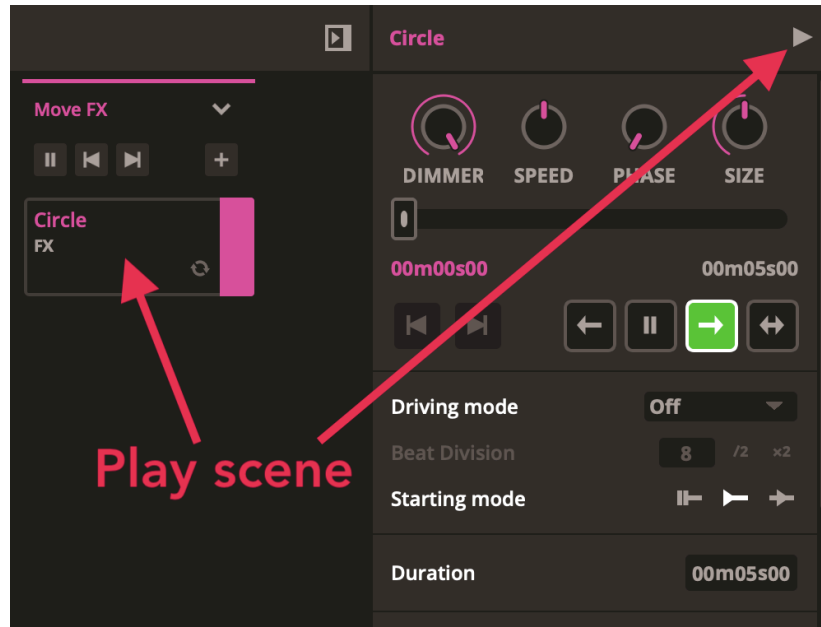 Circle
Move FX
Circle
FX
DIMMER SPEED PHASE SIZE
00m00s00 00m05s00
Driving mode Off
Beat Division 8 /2 ×2
Play scene
Starting mode
Duration 00m05s00